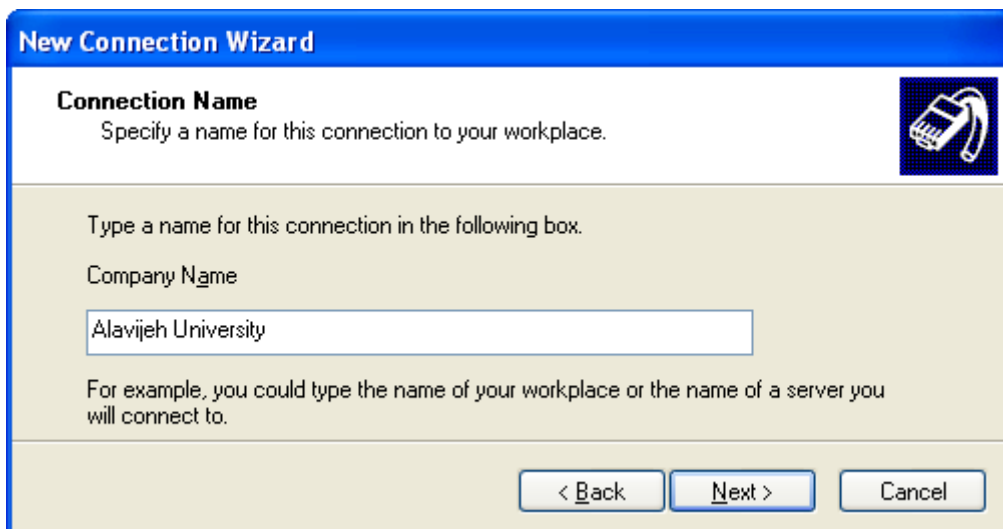 New Connection Wizard
Connection Name
Specify a name for this connection to your workplace.
Type a name for this connection in the following box.
Company Name
Alavijeh University
For example, you could type the name of your workplace or the name of a server you
will connect to.
< Back
Next >
Cancel